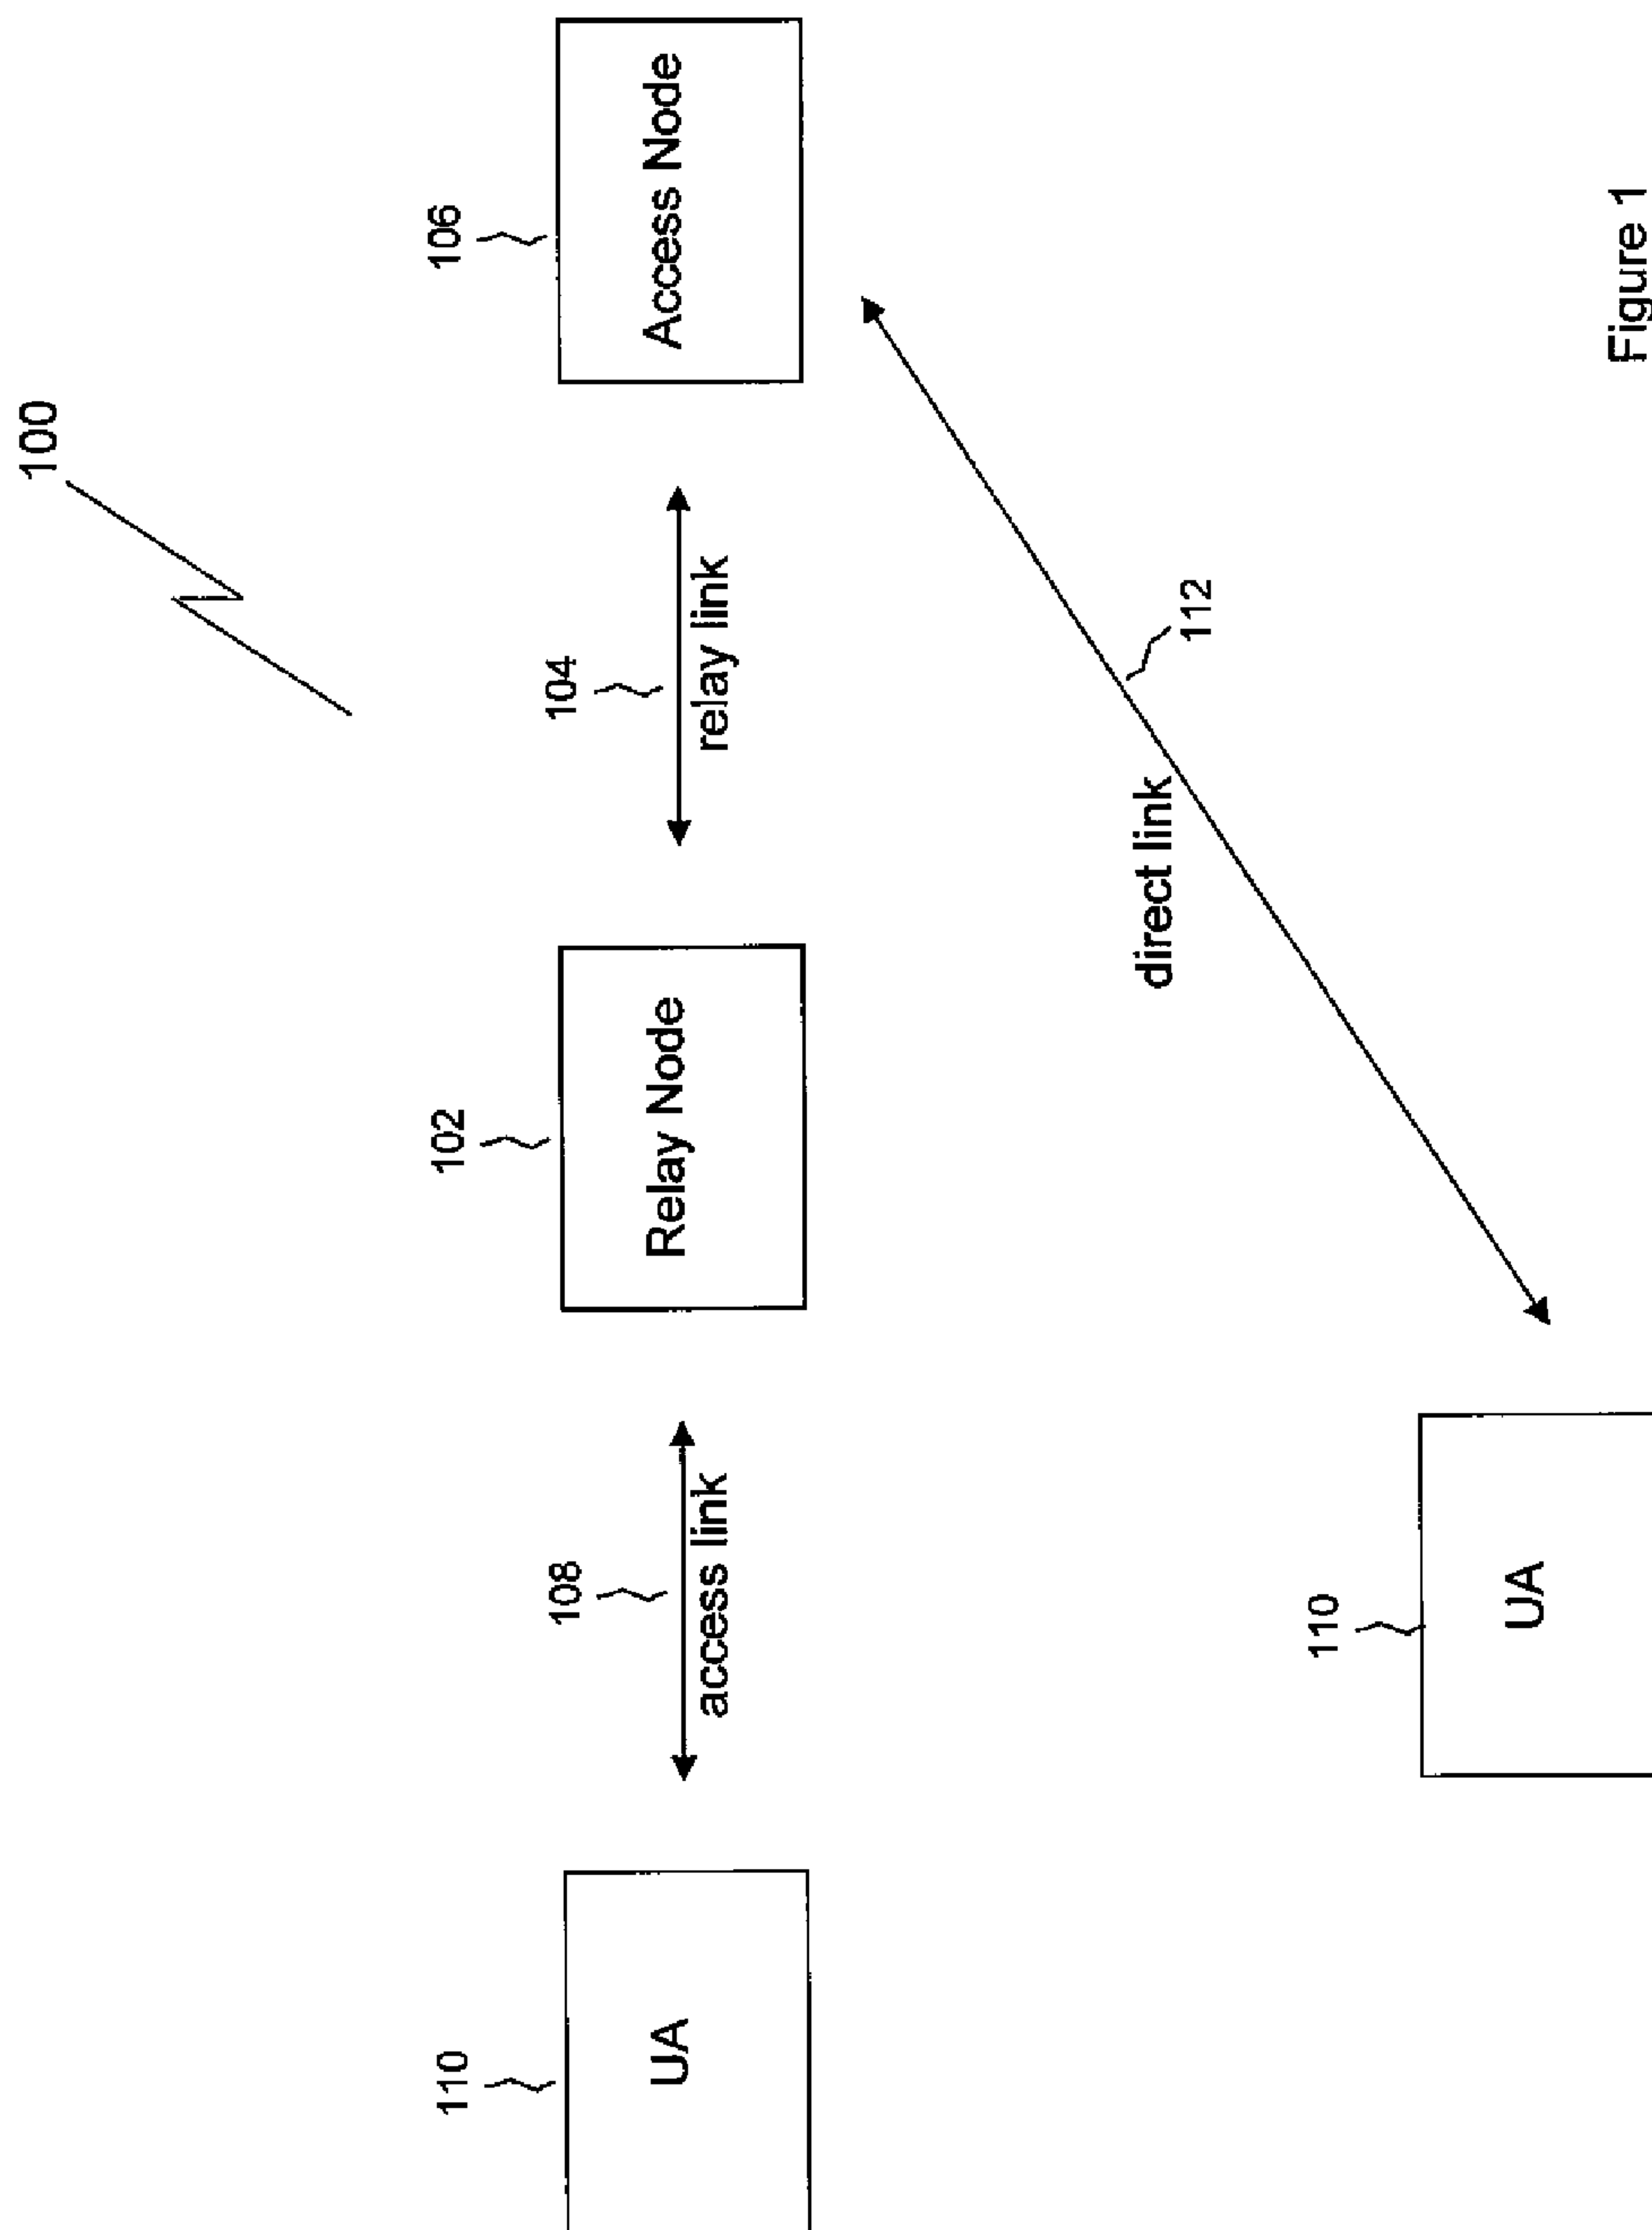 100
110
102
106
108
104
UA
Relay Node
Access Node
access link
relay link
direct link
112
110
UA
Figure 1